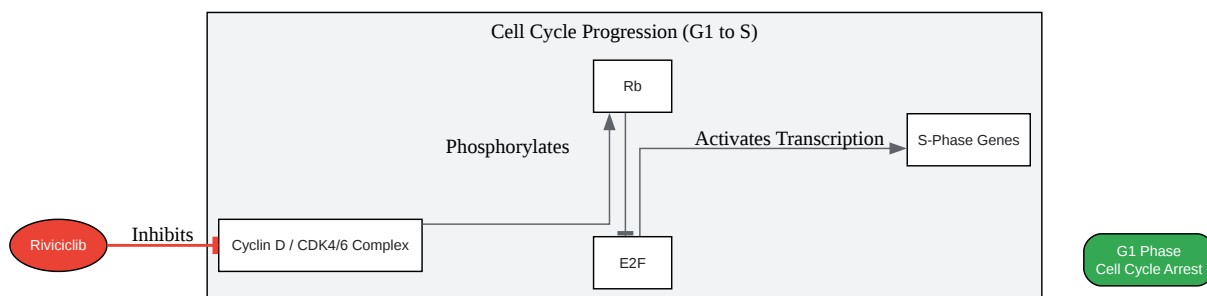 Cell Cycle Progression (G1 to S)
Rb
Phosphorylates
Activates Transcription
S-Phase Genes
Riviciclib
Inhibits
Cyclin D / CDK4/6 Complex
E2F
G1 Phase
Cell Cycle Arrest